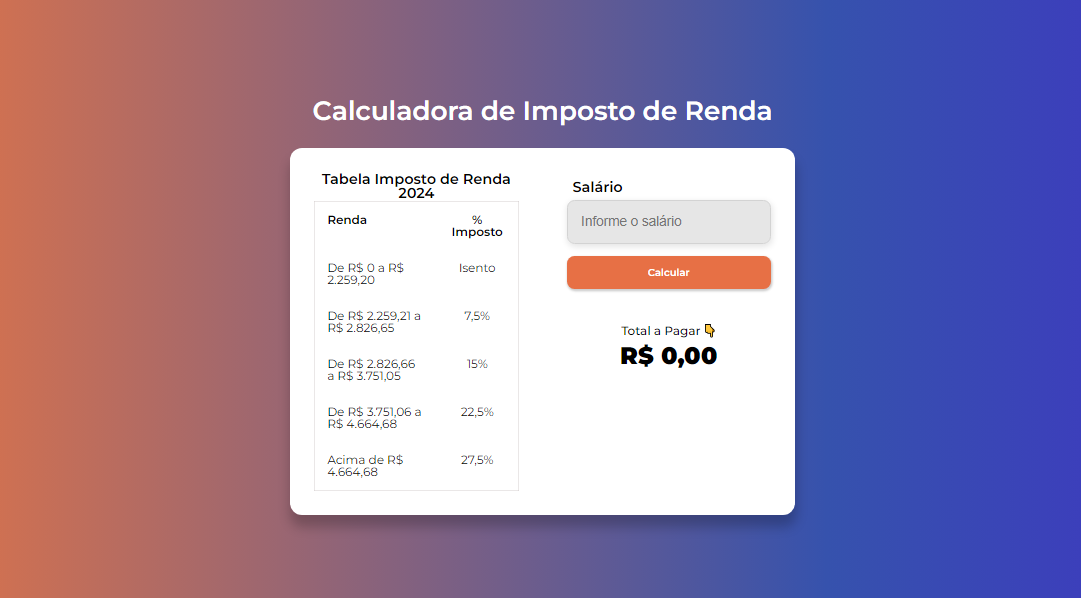 Calculadora de Imposto de Renda
Tabela Imposto de Renda
2024
Renda
%
Imposto
De R$ 0 a R$
2.259,20
Isento
De R$ 2.259,21 a
R$ 2.826,65
7,5%
De R$ 2.826,66
a R$ 3.751,05
15%
De R$ 3.751,06 a
R$ 4.664,68
22,5%
Acima de R$
4.664,68
27,5%
Salário
Informe o salário
Calcular
Total a Pagar 👇
R$ 0,00